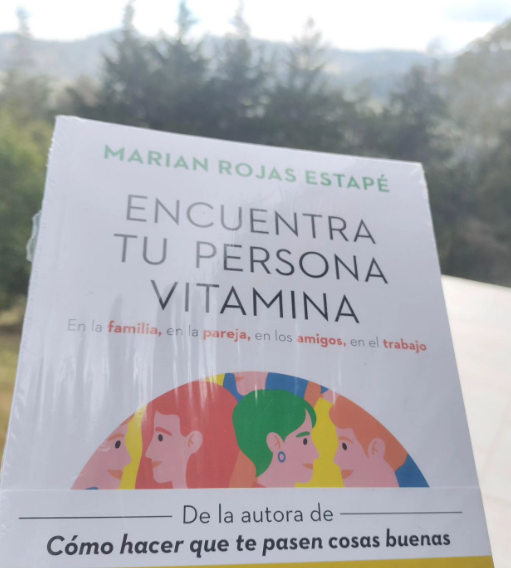 MARIAN ROJAS ESTAPÉ
ENCUENTRA
TU PERSONA
VITAMINA
En la familia, en la pareja, en los amigos, en el trabajo
De la autora de
Cómo hacer que te pasen cosas buenas